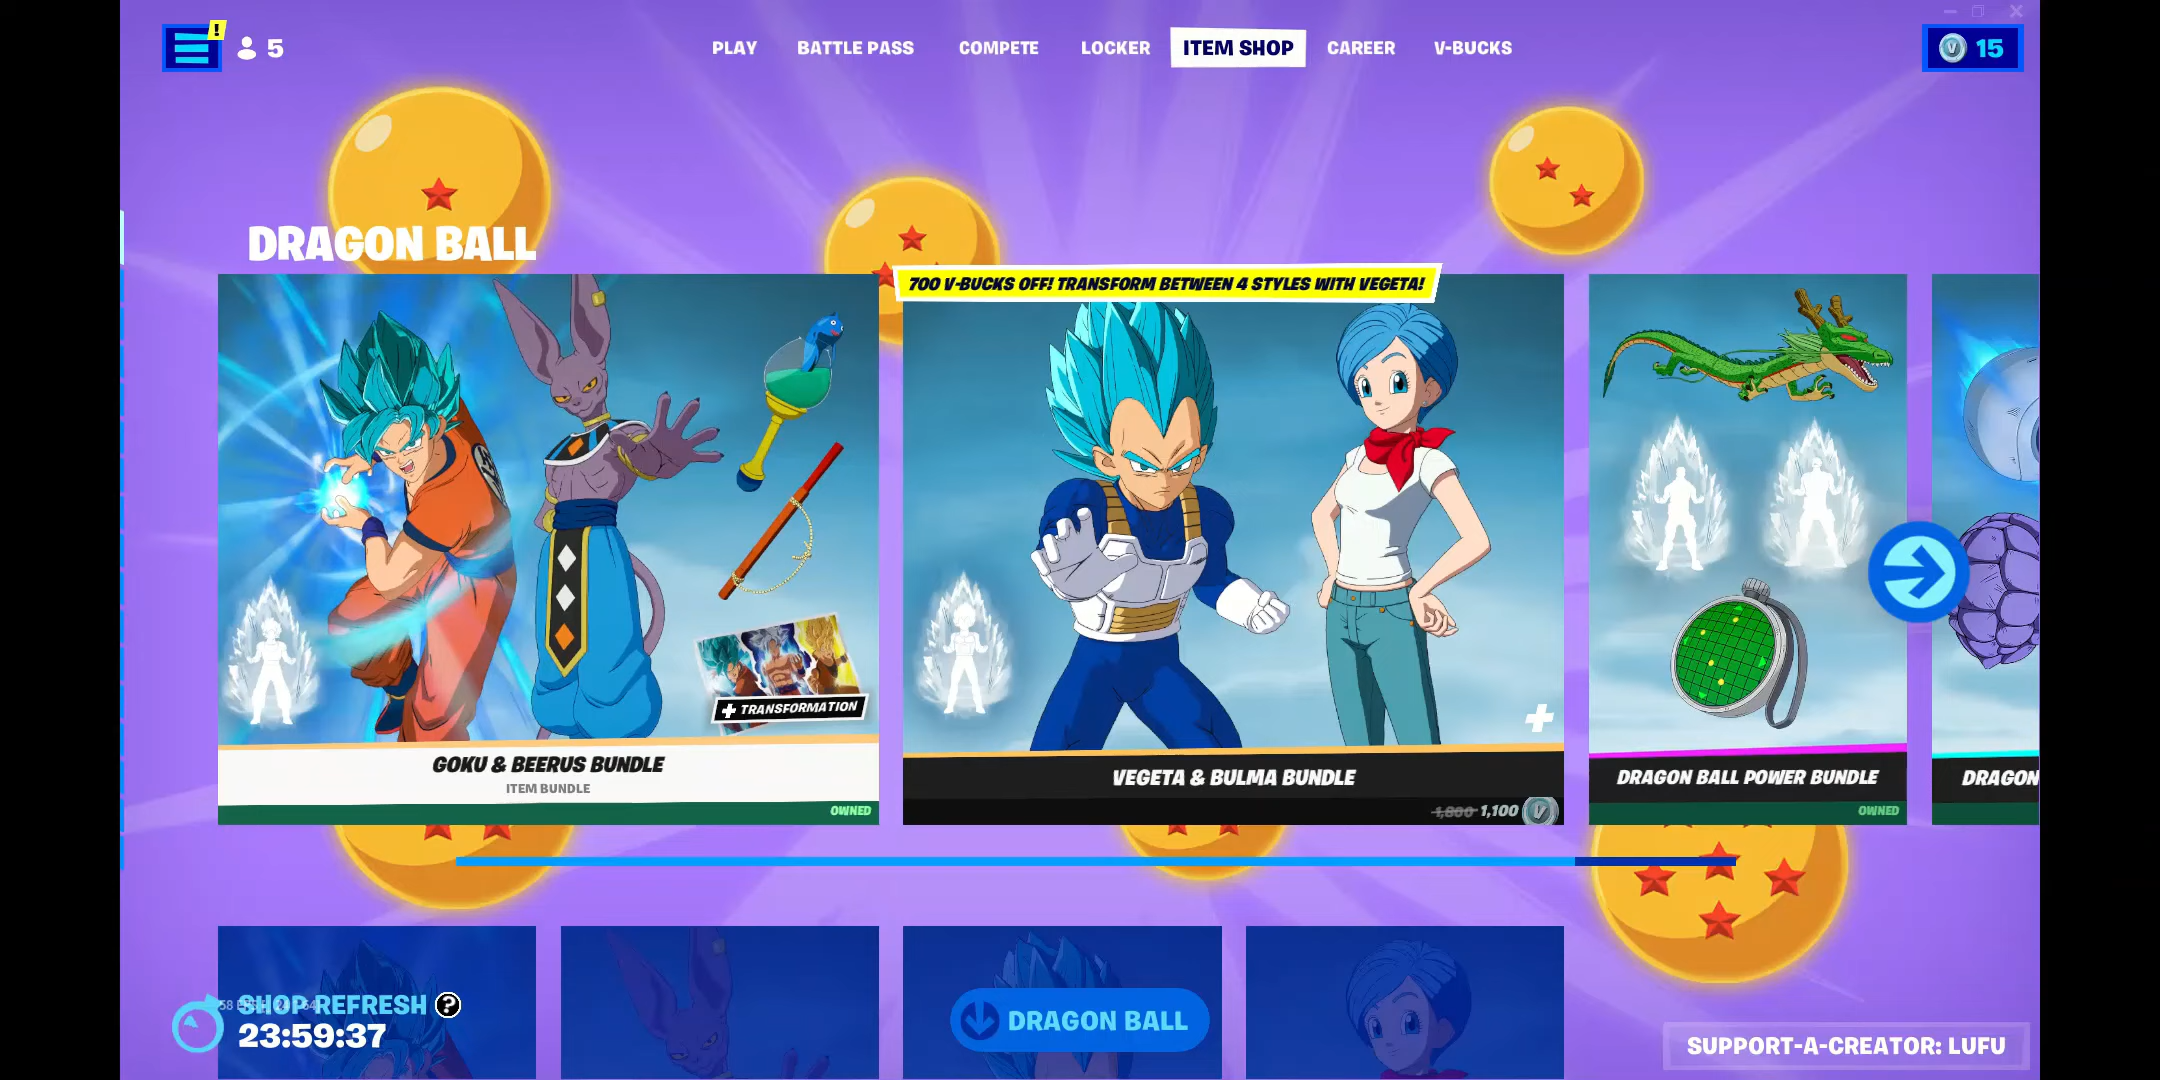 !
5
PLAY
BATTLE PASS
COMPETE
LOCKER
ITEM SHOP
CAREER
V-BUCKS
15
DRAGON BALL
700 V-BUCKS OFF! TRANSFORM BETWEEN 4 STYLES WITH VEGETA!
+ TRANSFORMATION
GOKU & BEERUS BUNDLE
ITEM BUNDLE
OWNED
+
VEGETA & BULMA BUNDLE
1,800 1,100
DRAGON BALL POWER BUNDLE
OWNED
DRAGON
SHOP REFRESH ?
23:59:37
DRAGON BALL
SUPPORT-A-CREATOR: LUFU